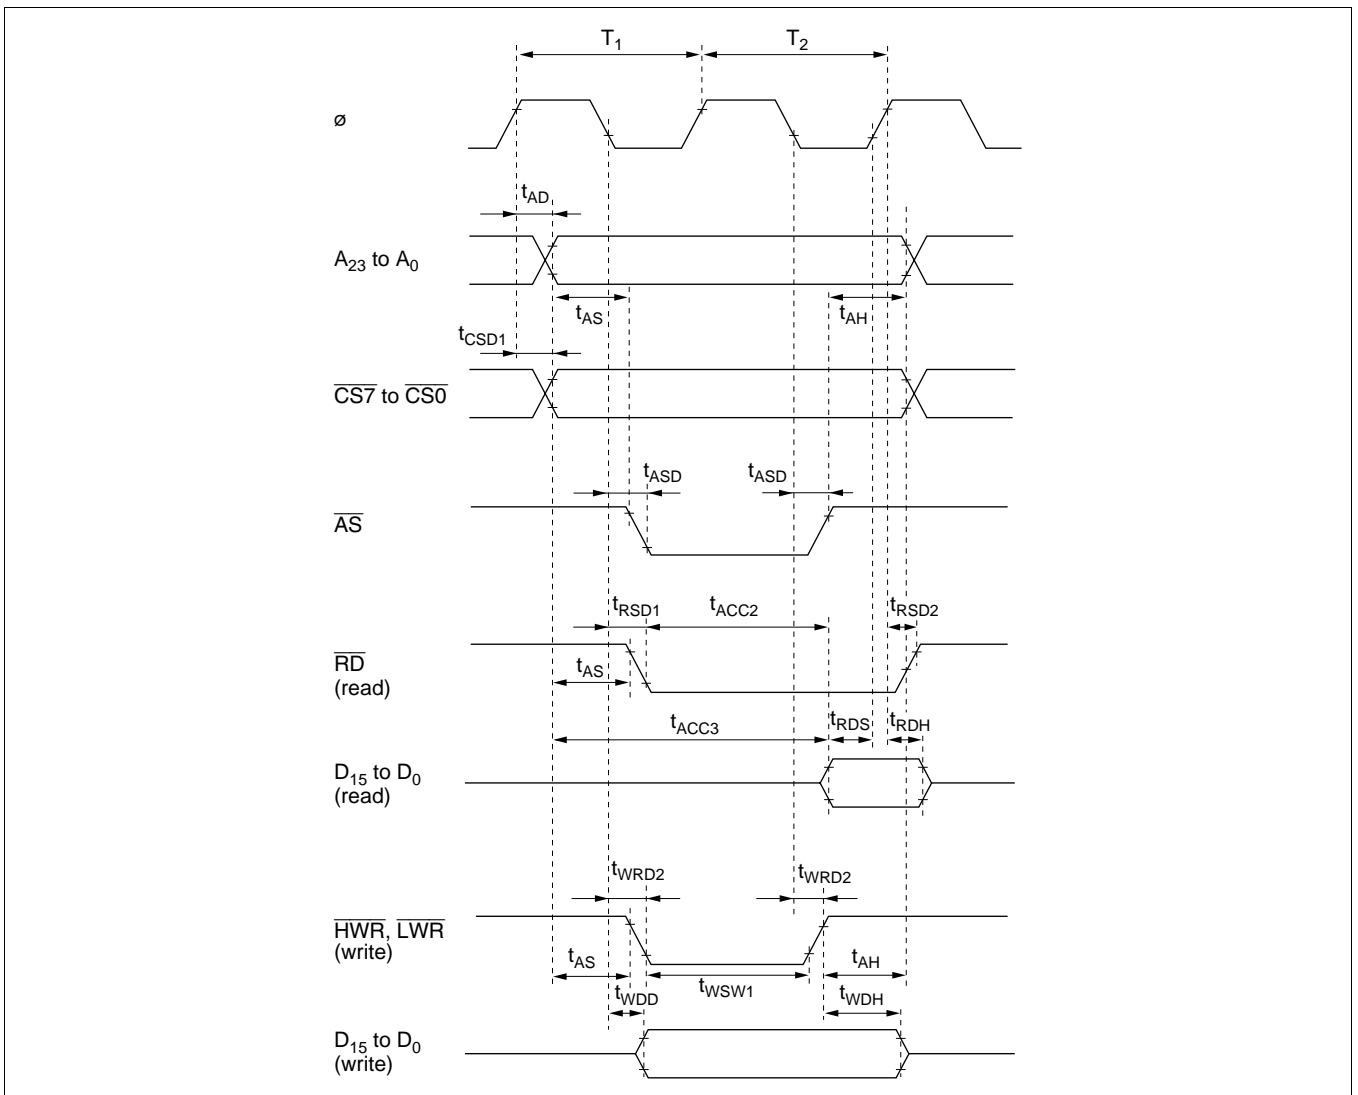 T1 T2
ø
tAD
A23 to A0
tAS tAH
tCSD1
CS7 to CS0
tASD tASD
AS
tRSD1 tACC2 tRSD2
RD
(read)
tAS
tACC3 tRDS tRDH
D15 to D0
(read)
tWRD2 tWRD2
HWR, LWR
(write)
tAS tWSW1 tAH
tWDD tWDH
D15 to D0
(write)